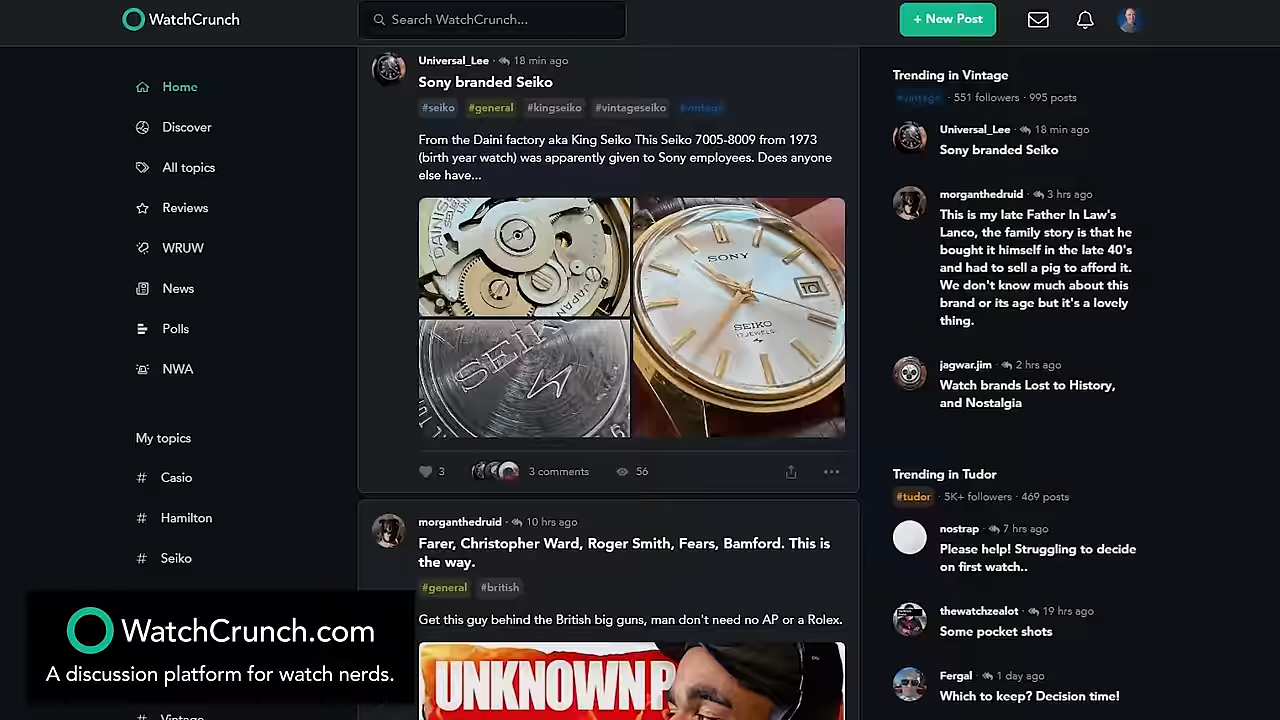 WatchCrunch
Search WatchCrunch...
+ New Post
Home
Discover
All topics
Reviews
WRUW
News
Polls
NWA
My topics
# Casio
# Hamilton
# Seiko
Vintage
WatchCrunch.com
A discussion platform for watch nerds.
Universal_Lee · 18 min ago
Sony branded Seiko
#seiko #general #kingseiko #vintageseiko #vintage
From the Daini factory aka King Seiko This Seiko 7005-8009 from 1973
(birth year watch) was apparently given to Sony employees. Does anyone
else have...
DAINI
JAPAN
SEIKO
SONY
10
SEIKO
17 JEWELS
3
3 comments
56
morganthedruid · 10 hrs ago
Farer, Christopher Ward, Roger Smith, Fears, Bamford. This is
the way.
#general #british
Get this guy behind the British big guns, man don't need no AP or a Rolex.
UNKNOWN P
Trending in Vintage
#vintage · 551 followers · 995 posts
Universal_Lee · 18 min ago
Sony branded Seiko
morganthedruid · 3 hrs ago
This is my late Father In Law's
Lanco, the family story is that he
bought it himself in the late 40's
and had to sell a pig to afford it.
We don't know much about this
brand or its age but it's a lovely
thing.
jagwar.jim · 2 hrs ago
Watch brands Lost to History,
and Nostalgia
Trending in Tudor
#tudor · 5K+ followers · 469 posts
nostrap · 7 hrs ago
Please help! Struggling to decide
on first watch..
thewatchzealot · 19 hrs ago
Some pocket shots
Fergal · 1 day ago
Which to keep? Decision time!